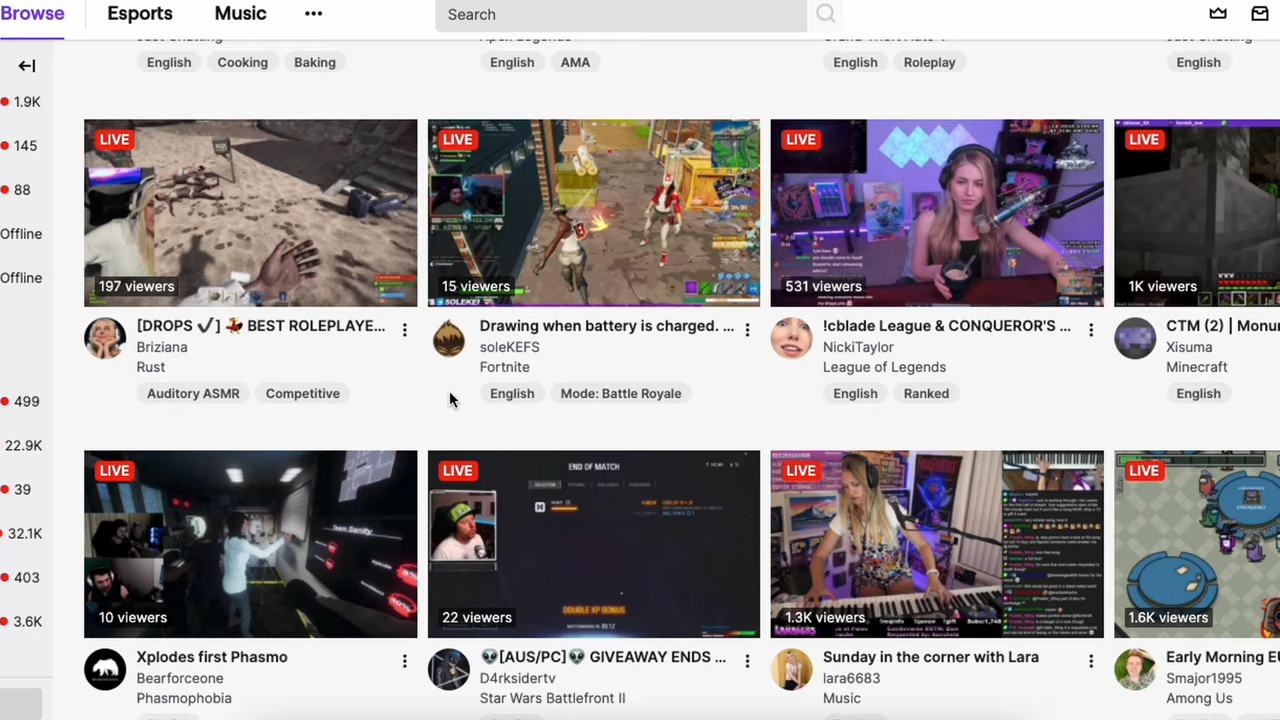 Browse
Esports
Music
Search
English
Cooking
Baking
English
AMA
English
Roleplay
English
1.9K
145
88
Offline
Offline
499
22.9K
39
32.1K
403
3.6K
LIVE
197 viewers
[DROPS ✓] 💃 BEST ROLEPLAYE...
Briziana
Rust
Auditory ASMR
Competitive
LIVE
15 viewers
Drawing when battery is charged. ...
soleKEFS
Fortnite
English
Mode: Battle Royale
LIVE
531 viewers
!cblade League & CONQUEROR'S ...
NickiTaylor
League of Legends
English
Ranked
LIVE
1K viewers
CTM (2) | Monu
Xisuma
Minecraft
English
LIVE
10 viewers
Xplodes first Phasmo
Bearforceone
Phasmophobia
LIVE
END OF MATCH
DOUBLE XP BONUS
22 viewers
👽[AUS/PC]👽 GIVEAWAY ENDS ...
D4rksidertv
Star Wars Battlefront II
LIVE
1.3K viewers
Sunday in the corner with Lara
lara6683
Music
LIVE
1.6K viewers
Early Morning EU
Smajor1995
Among Us